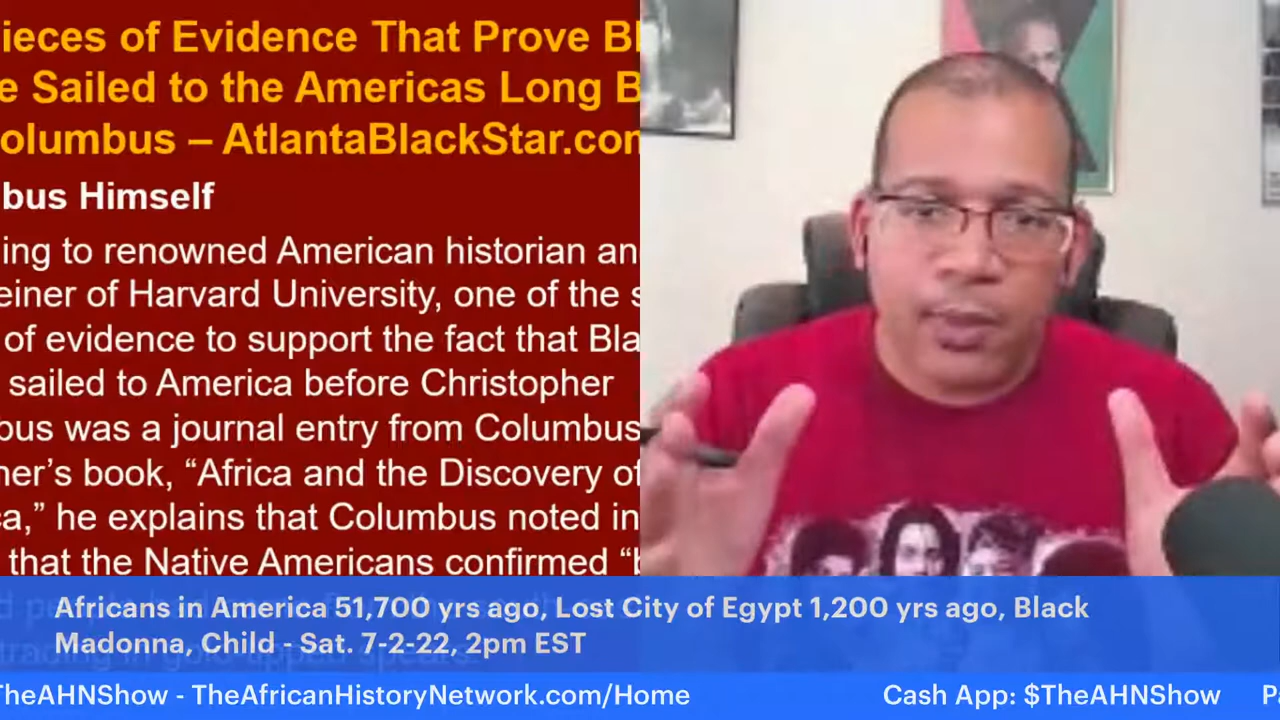 ieces of Evidence That Prove Bl
e Sailed to the Americas Long B
olumbus – AtlantaBlackStar.com
bus Himself
ing to renowned American historian an
einer of Harvard University, one of the s
of evidence to support the fact that Bla
sailed to America before Christopher
bus was a journal entry from Columbus
ner's book, “Africa and the Discovery of
ca,” he explains that Columbus noted in
that the Native Americans confirmed “b
Africans in America 51,700 yrs ago, Lost City of Egypt 1,200 yrs ago, Black
Madonna, Child - Sat. 7-2-22, 2pm EST
TheAHNShow - TheAfricanHistoryNetwork.com/Home
Cash App: $TheAHNShow